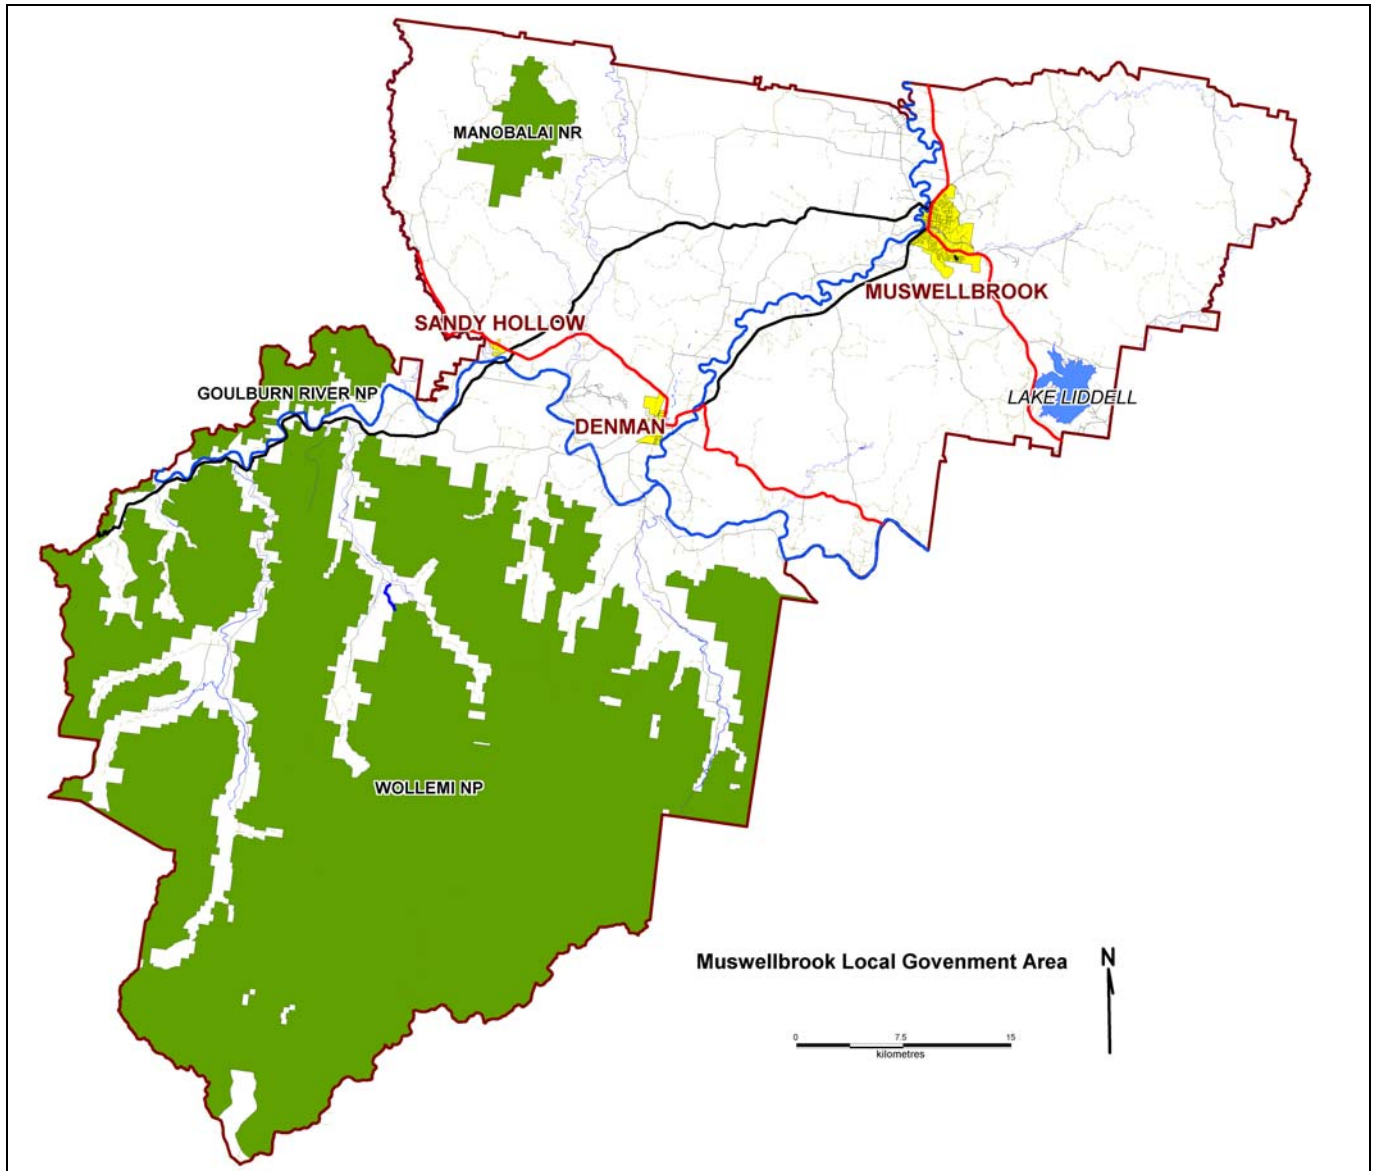 MANOBALAI NR
MUSWELLBROOK
SANDY HOLLOW
GOULBURN RIVER NP
LAKE LIDDELL
DENMAN
WOLLEMI NP
Muswellbrook Local Govenment Area
N
0 7.5 15
kilometres